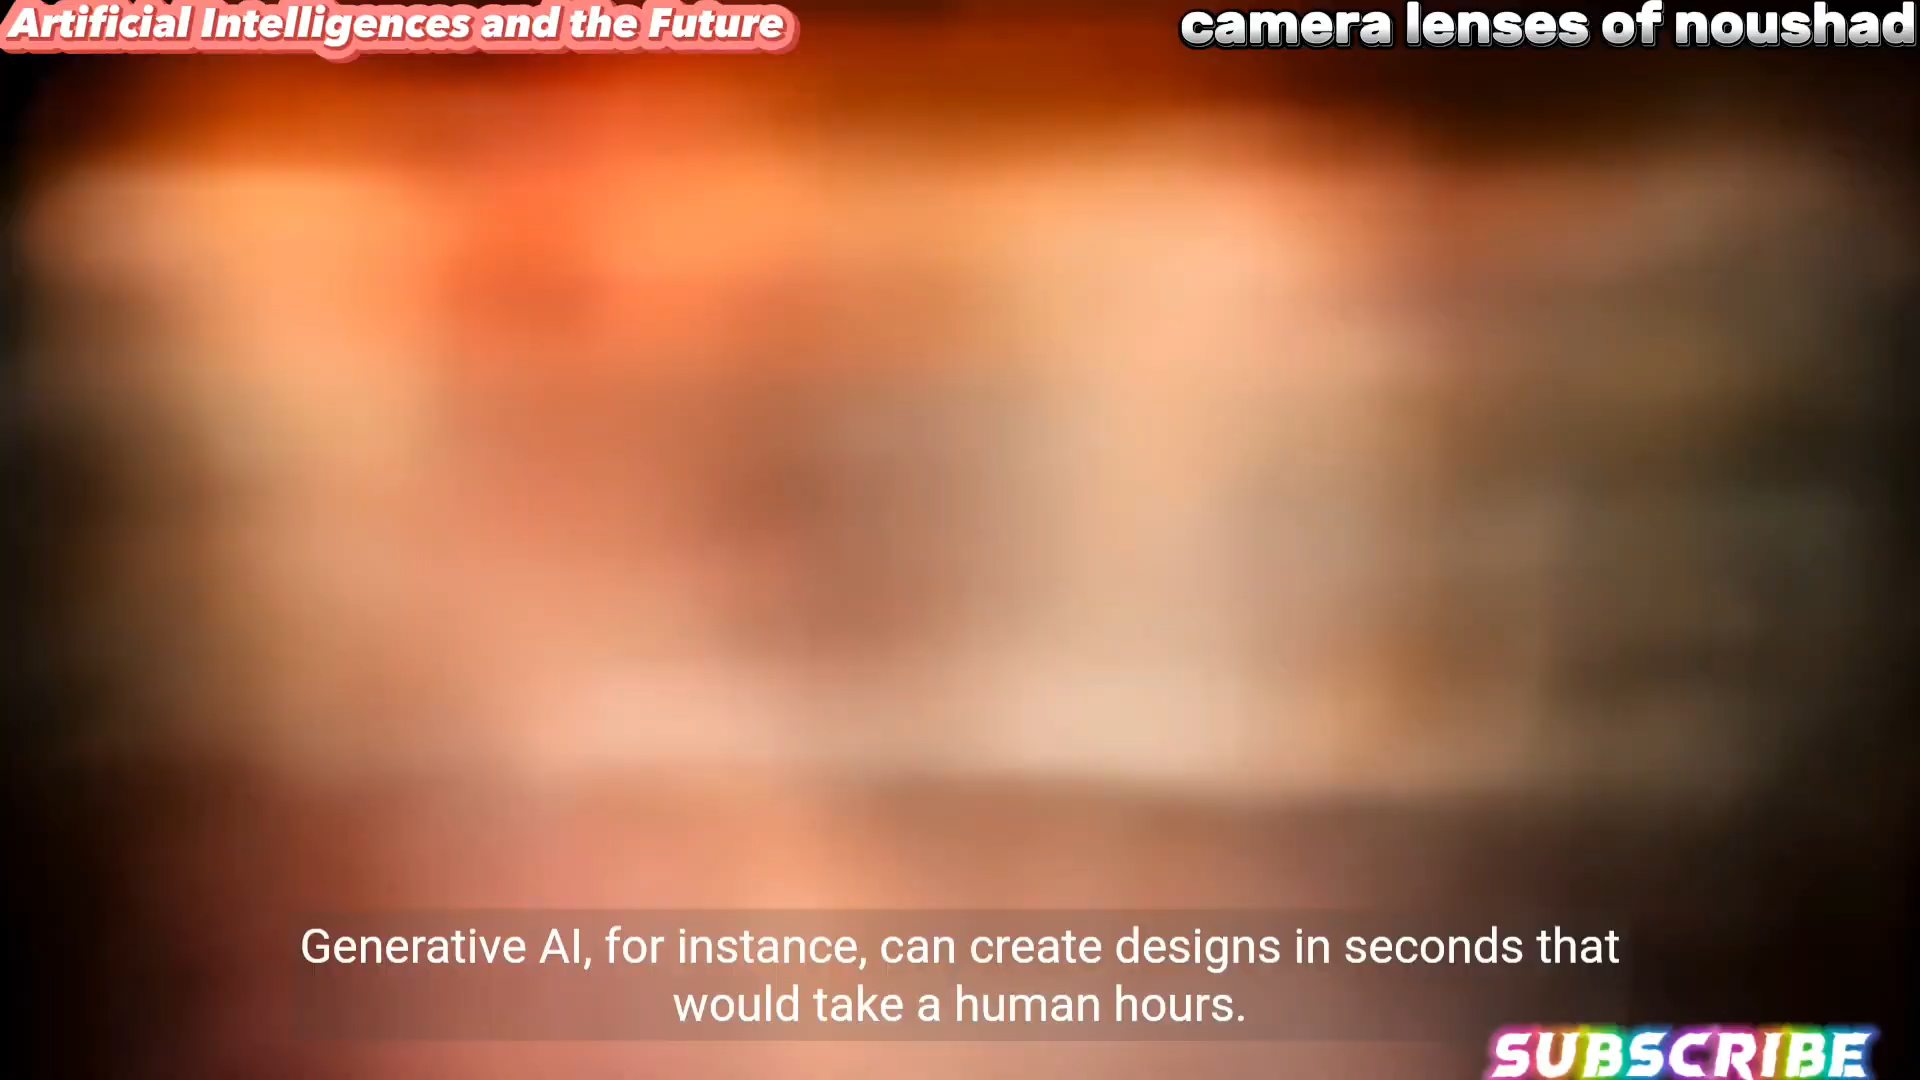 Artificial Intelligences and the Future
camera lenses of noushad
Generative AI, for instance, can create designs in seconds that
would take a human hours.
SUBSCRIBE